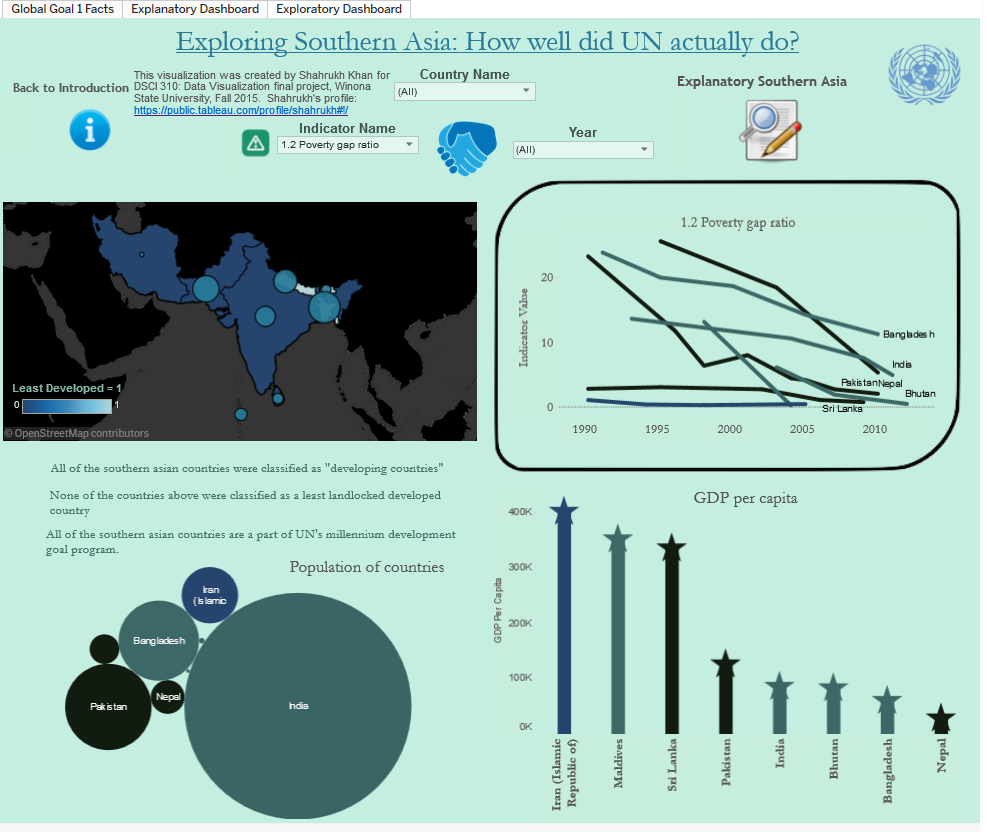 Global Goal 1 Facts
Explanatory Dashboard
Exploratory Dashboard
Exploring Southern Asia: How well did UN actually do?
Back to Introduction
This visualization was created by Shahrukh Khan for
DSCI 310: Data Visualization final project, Winona
State University, Fall 2015. Shahrukh's profile:
https://public.tableau.com/profile/shahrukh#!/
Country Name
(All)
Explanatory Southern Asia
Indicator Name
1.2 Poverty gap ratio
Year
(All)
Least Developed = 1
0
1
© OpenStreetMap contributors
1.2 Poverty gap ratio
Indicator Value
20
10
0
Bangladesh
India
Pakistan
Nepal
Bhutan
Sri Lanka
1990
1995
2000
2005
2010
All of the southern asian countries were classified as "developing countries"
None of the countries above were classified as a least landlocked developed
country
All of the southern asian countries are a part of UN's millennium development
goal program.
Population of countries
Iran
(Islamic
Bangladesh
Pakistan
Nepal
India
GDP per capita
GDP Per Capita
400K
300K
200K
100K
0K
Iran (Islamic
Republic of)
Maldives
Sri Lanka
Pakistan
India
Bhutan
Bangladesh
Nepal